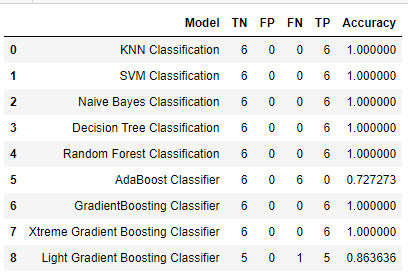 Model TN FP FN TP Accuracy
0 KNN Classification 6 0 0 6 1.000000
1 SVM Classification 6 0 0 6 1.000000
2 Naive Bayes Classification 6 0 0 6 1.000000
3 Decision Tree Classification 6 0 0 6 1.000000
4 Random Forest Classification 6 0 0 6 1.000000
5 AdaBoost Classifier 6 0 6 0 0.727273
6 GradientBoosting Classifier 6 0 0 6 1.000000
7 Xtreme Gradient Boosting Classifier 6 0 0 6 1.000000
8 Light Gradient Boosting Classifier 5 0 1 5 0.863636